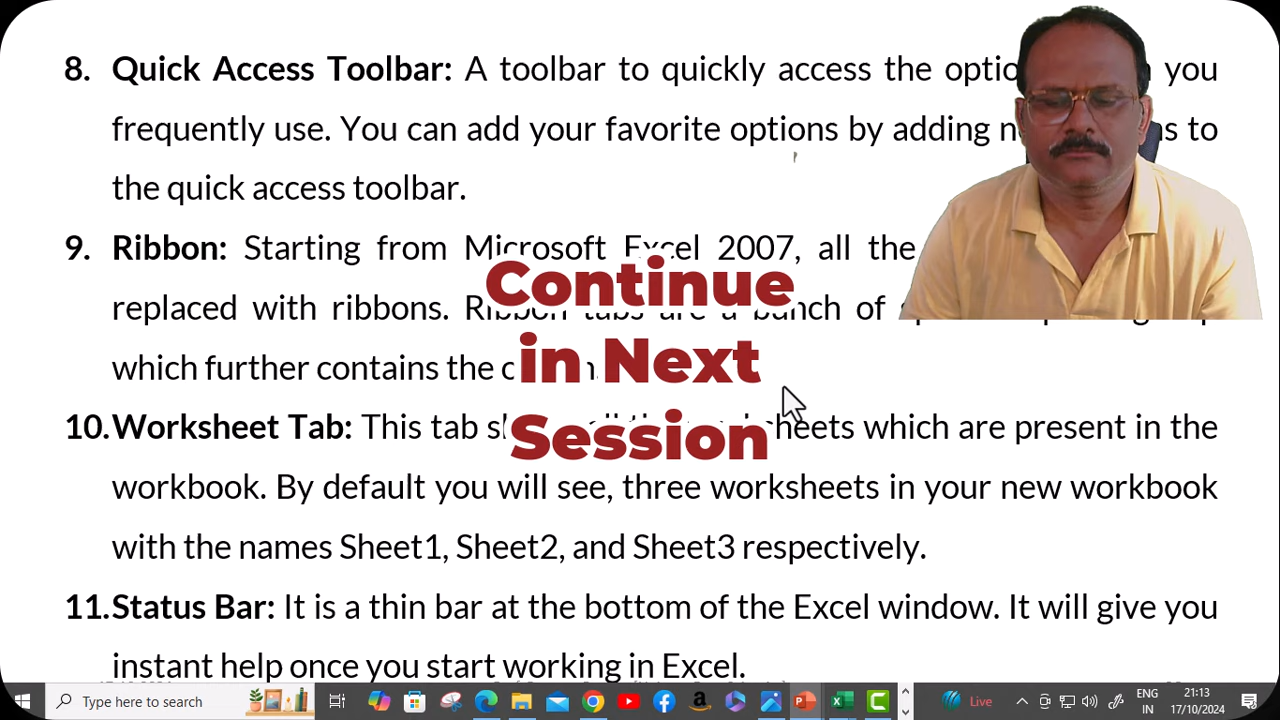 8. Quick Access Toolbar: A toolbar to quickly access the you
frequently use. You can add your favorite options by adding to
the quick access toolbar.
9. Ribbon: Starting from Microsoft Excel 2007, all the
replaced with ribbons. Ribbon tabs are a bunch of
which further contains the
Continue
in Next
Session
10. Worksheet Tab: This tab which are present in the
workbook. By default you will see, three worksheets in your new workbook
with the names Sheet1, Sheet2, and Sheet3 respectively.
11. Status Bar: It is a thin bar at the bottom of the Excel window. It will give you
instant help once you start working in Excel.
Type here to search
Live
ENG
IN
21:13
17/10/2024